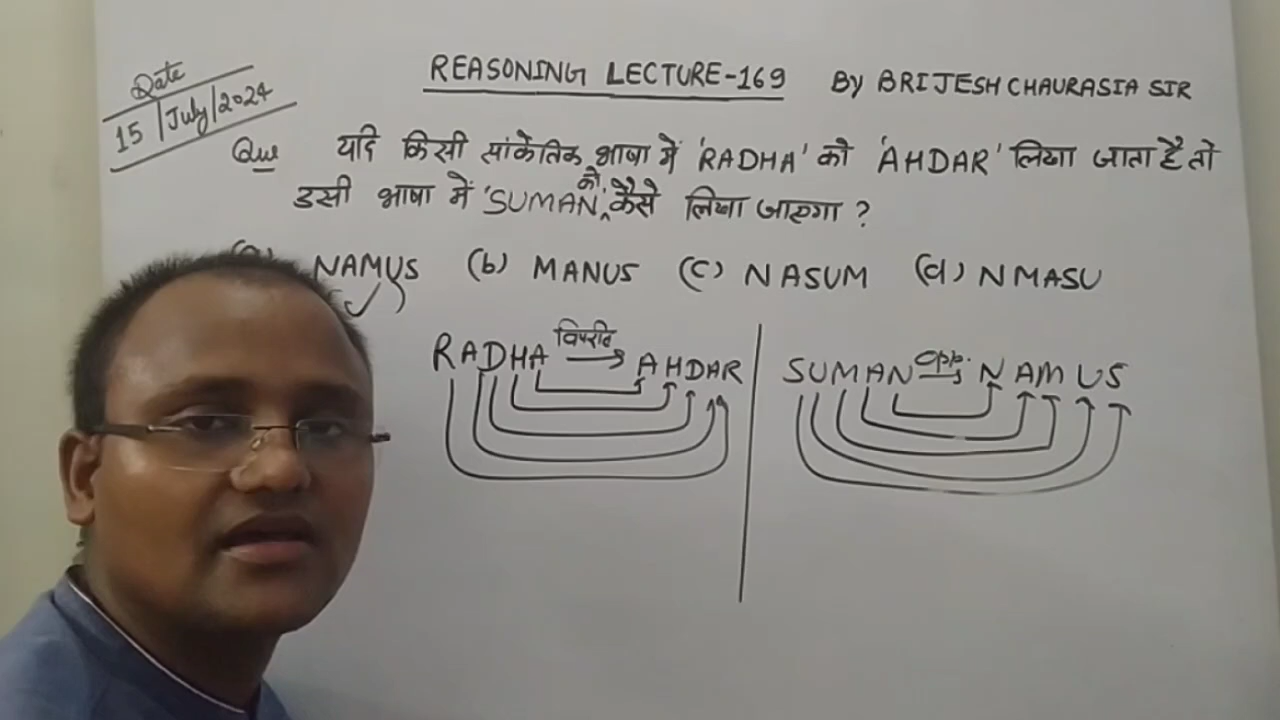 Date
15/July/2024
REASONING LECTURE-169 By BRIJESH CHAURASIA SIR
Que यदि किसी सांकेतिक भाषा में 'RADHA' को 'AHDAR' लिखा जाता है तो
उसी भाषा में 'SUMAN' को कैसे लिखा जाएगा ?
NAMUS (b) MANUS (c) NASUM (d) NMASU
RADHA विपरीत → AHDAR SUMAN opp. → NAMUS